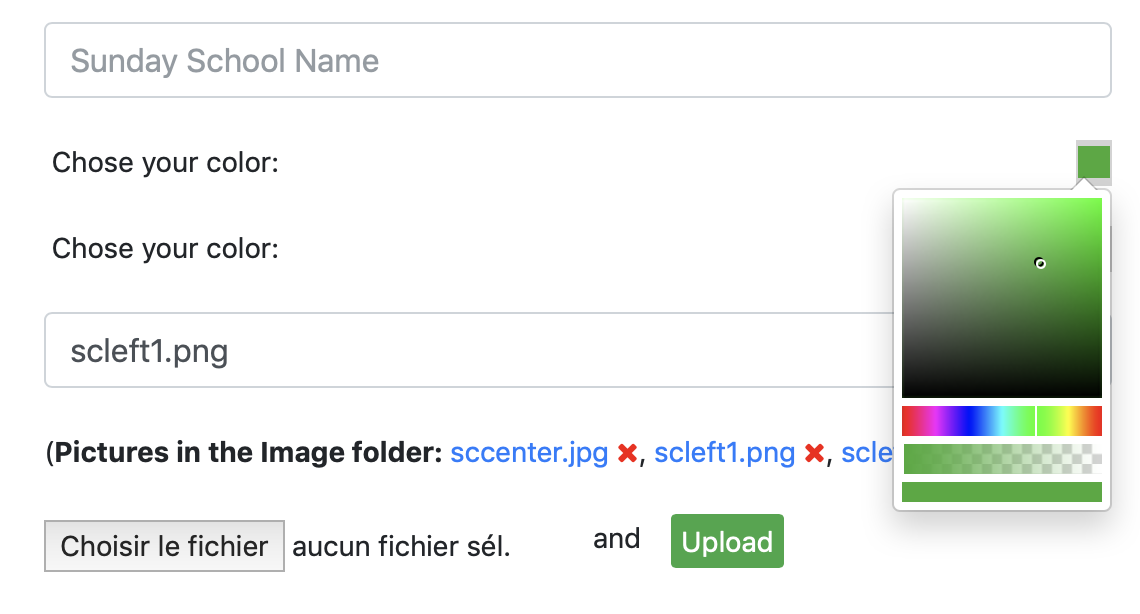 Sunday School Name
Chose your color:
Chose your color:
scleft1.png
(Pictures in the Image folder: sccenter.jpg ✖, scleft1.png ✖,
Choisir le fichier aucun fichier sél. and Upload